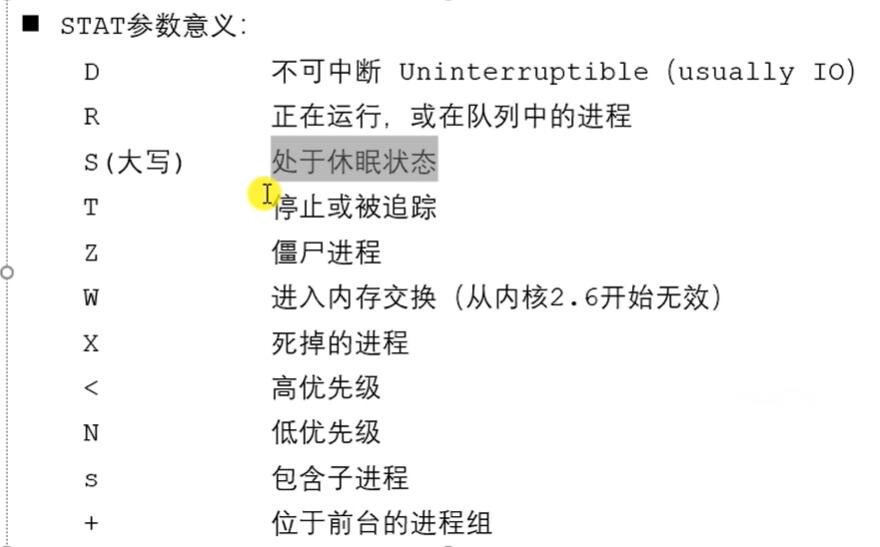 ■ STAT参数意义：
D 不可中断 Uninterruptible（usually IO）
R 正在运行，或在队列中的进程
S(大写) 处于休眠状态
T 停止或被追踪
Z 僵尸进程
W 进入内存交换（从内核2.6开始无效）
X 死掉的进程
< 高优先级
N 低优先级
s 包含子进程
+ 位于前台的进程组